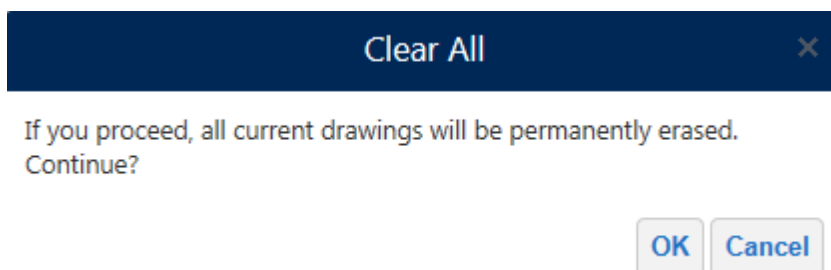 Clear All
If you proceed, all current drawings will be permanently erased.
Continue?
OK Cancel